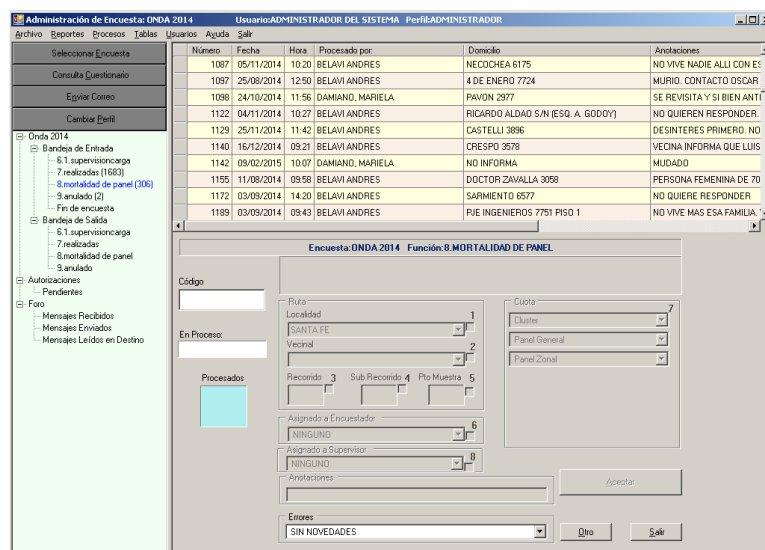 Administración de Encuesta: ONDA 2014 Usuario:ADMINISTRADOR DEL SISTEMA Perfil:ADMINISTRADOR
Archivo Reportes Procesos Tablas Usuarios Ayuda Salir
Seleccionar Encuesta
Consulta Cuestionario
Enviar Correo
Cambiar Perfil
Onda 2014
Bandeja de Entrada
6.1.supervisioncarga
7.realizadas (1683)
8.mortalidad de panel (306)
9.anulado (2)
Fin de encuesta
Bandeja de Salida
6.1.supervisioncarga
7.realizadas
8.mortalidad de panel
9.anulado
Autorizaciones
Pendientes
Foro
Mensajes Recibidos
Mensajes Enviados
Mensajes Leídos en Destino
Número Fecha Hora Procesado por: Domicilio Anotaciones
1087 05/11/2014 10:20 BELAVI ANDRES NECOCHEA 6175 NO VIVE NADIE ALLI CON ES
1097 25/08/2014 12:50 BELAVI ANDRES 4 DE ENERO 7724 MURIO. CONTACTO OSCAR
1098 24/10/2014 11:56 DAMIANO, MARIELA PAVON 2977 SE REVISITA Y SI BIEN ANTI
1122 04/11/2014 10:27 BELAVI ANDRES RICARDO ALDAO S/N (ESQ. A. GODOY) NO QUIEREN RESPONDER.
1129 25/11/2014 11:42 BELAVI ANDRES CASTELLI 3896 DESINTERES PRIMERO. NO
1140 16/12/2014 09:21 BELAVI ANDRES CRESPO 3578 VECINA INFORMA QUE LUIS
1142 09/02/2015 10:07 DAMIANO, MARIELA NO INFORMA MUDADO
1155 11/08/2014 09:58 BELAVI ANDRES DOCTOR ZAVALLA 3058 PERSONA FEMENINA DE 70
1172 03/09/2014 14:20 BELAVI ANDRES SARMIENTO 6577 NO QUIERE RESPONDER
1189 03/09/2014 09:43 BELAVI ANDRES PJE INGENIEROS 7751 PISO 1 NO VIVE MAS ESA FAMILIA.
Encuesta:ONDA 2014 Función:8.MORTALIDAD DE PANEL
Código
En Proceso:
Procesados
Ruta
Localidad 1
SANTA FE
Vecinal 2
Recorrido 3 Sub Recorrido 4 Pto Muestra 5
Asignado a Encuestador 6
NINGUNO
Asignado a Supervisor 8
NINGUNO
Anotaciones
Cuota 7
Cluster
Panel General
Panel Zonal
Aceptar
Errores
SIN NOVEDADES
Otro
Salir